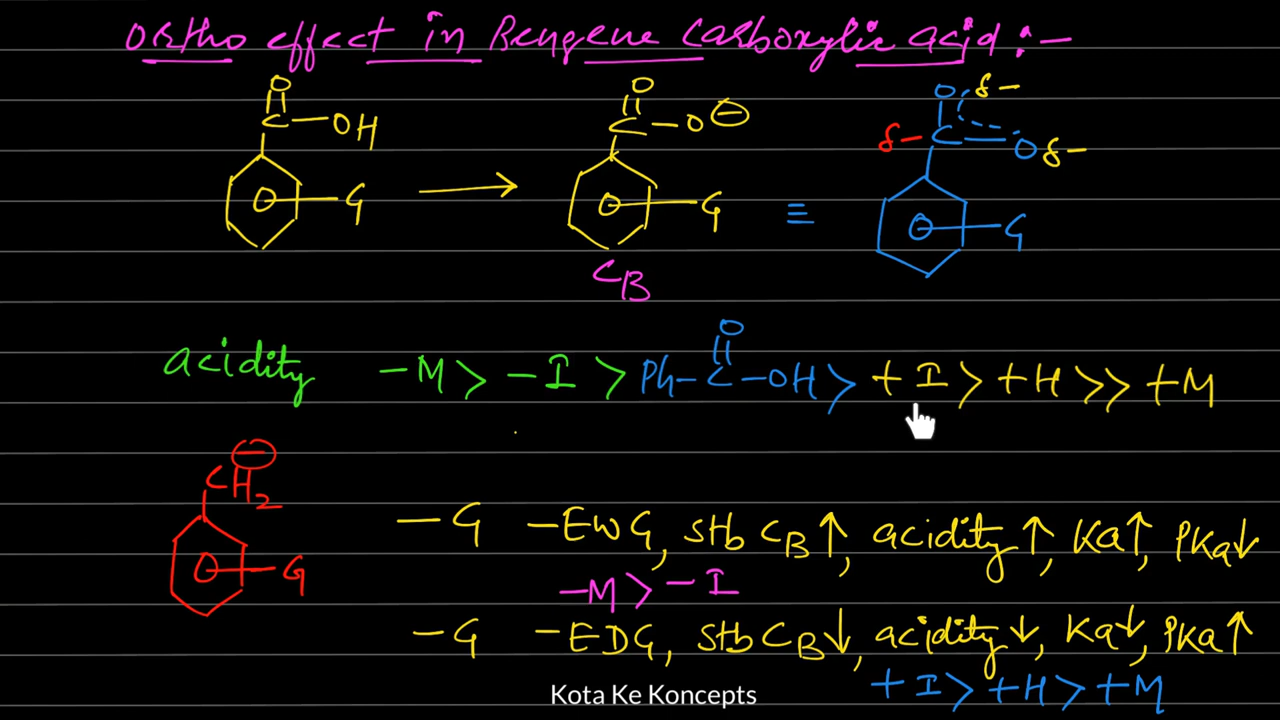 Ortho effect in Benzene Carboxylic acid :-
O O O δ-
C-OH C-O⊖ δ- C O δ-
G → G ≡ G
CB
acidity -M > -I > Ph-C-OH > +I > +H >> +M
O
CH2 ⊖
G
-G -EWG, Stb CB↑, acidity↑, Ka↑, PKa↓
-M > -I
-G -EDG, Stb CB↓, acidity↓, Ka↓, PKa↑
+I > +H > +M
Kota Ke Koncepts